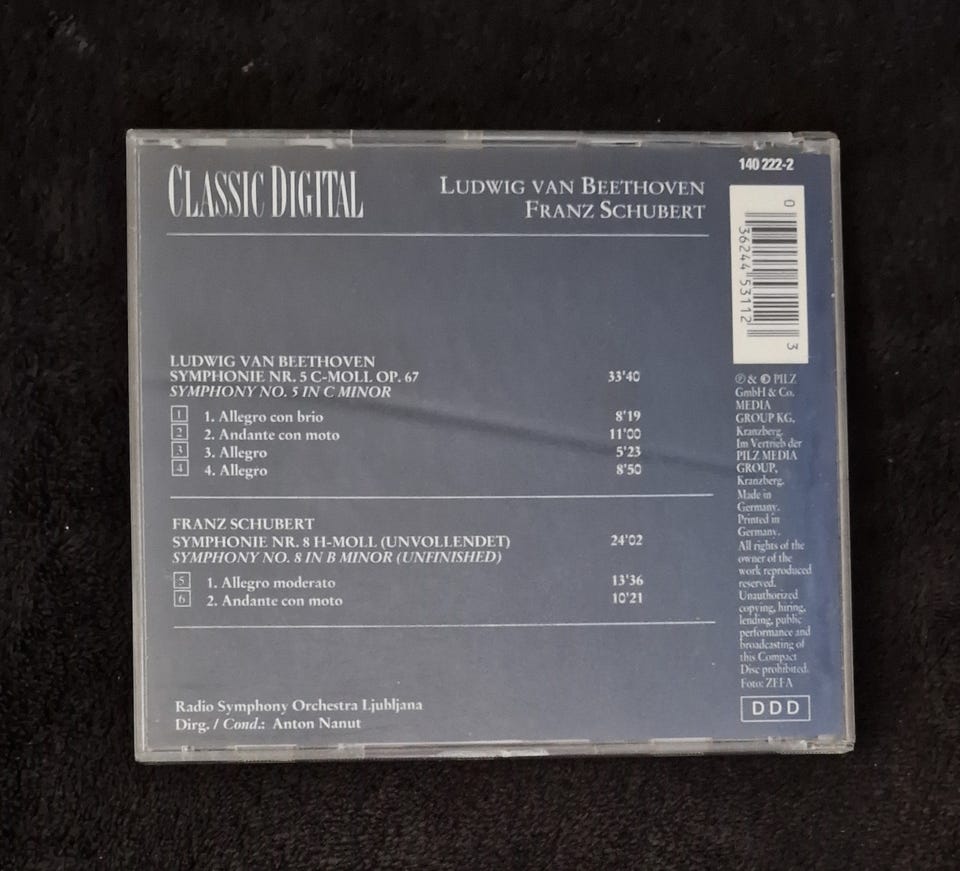 CLASSIC DIGITAL
LUDWIG VAN BEETHOVEN
FRANZ SCHUBERT
LUDWIG VAN BEETHOVEN
SYMPHONIE NR. 5 C-MOLL OP. 67 33'40
SYMPHONY NO. 5 IN C MINOR
1 1. Allegro con brio 8'19
2 2. Andante con moto 11'00
3 3. Allegro 5'23
4 4. Allegro 8'50
FRANZ SCHUBERT
SYMPHONIE NR. 8 H-MOLL (UNVOLLENDET) 24'02
SYMPHONY NO. 8 IN B MINOR (UNFINISHED)
5 1. Allegro moderato 13'36
6 2. Andante con moto 10'21
Radio Symphony Orchestra Ljubljana
Dirg. / Cond.: Anton Nanut
140 222-2
0 36244 53112 3
℗ & © PILZ
GmbH & Co.
MEDIA
GROUP KG,
Kranzberg.
Im Vertrieb der
PILZ MEDIA
GROUP,
Kranzberg.
Made in
Germany.
Printed in
Germany.
All rights of the
owner of the
work reproduced
reserved.
Unauthorized
copying, hiring,
lending, public
performance and
broadcasting of
this Compact
Disc prohibited.
Foto: ZEFA
DDD